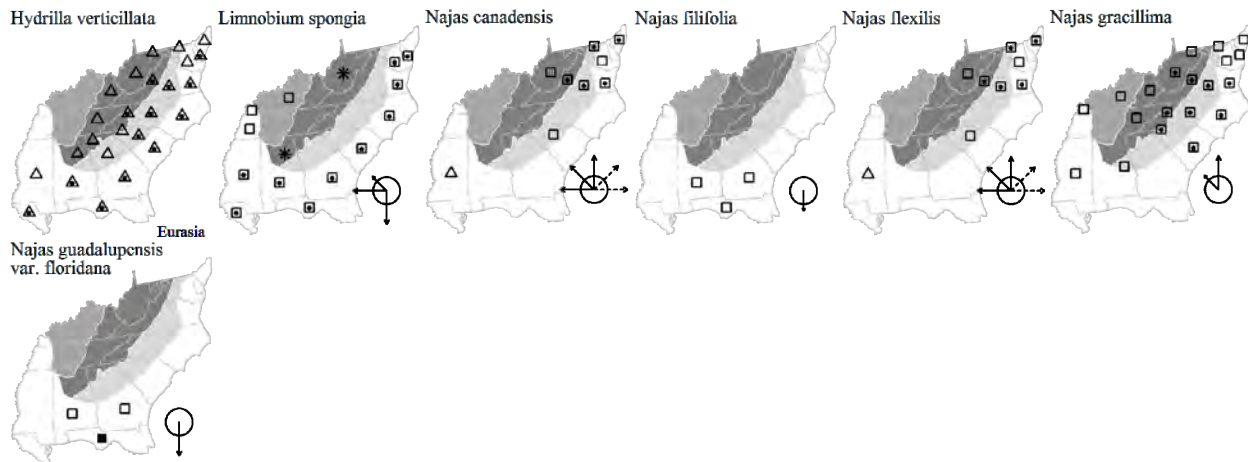 Hydrilla verticillata
Limnobium spongia
Najas canadensis
Najas filifolia
Najas flexilis
Najas gracillima
Eurasia
Najas guadalupensis
var. floridana